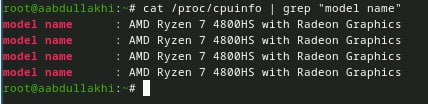 root@aabdullakhi:~# cat /proc/cpuinfo | grep "model name"
model name      : AMD Ryzen 7 4800HS with Radeon Graphics
model name      : AMD Ryzen 7 4800HS with Radeon Graphics
model name      : AMD Ryzen 7 4800HS with Radeon Graphics
model name      : AMD Ryzen 7 4800HS with Radeon Graphics
root@aabdullakhi:~#